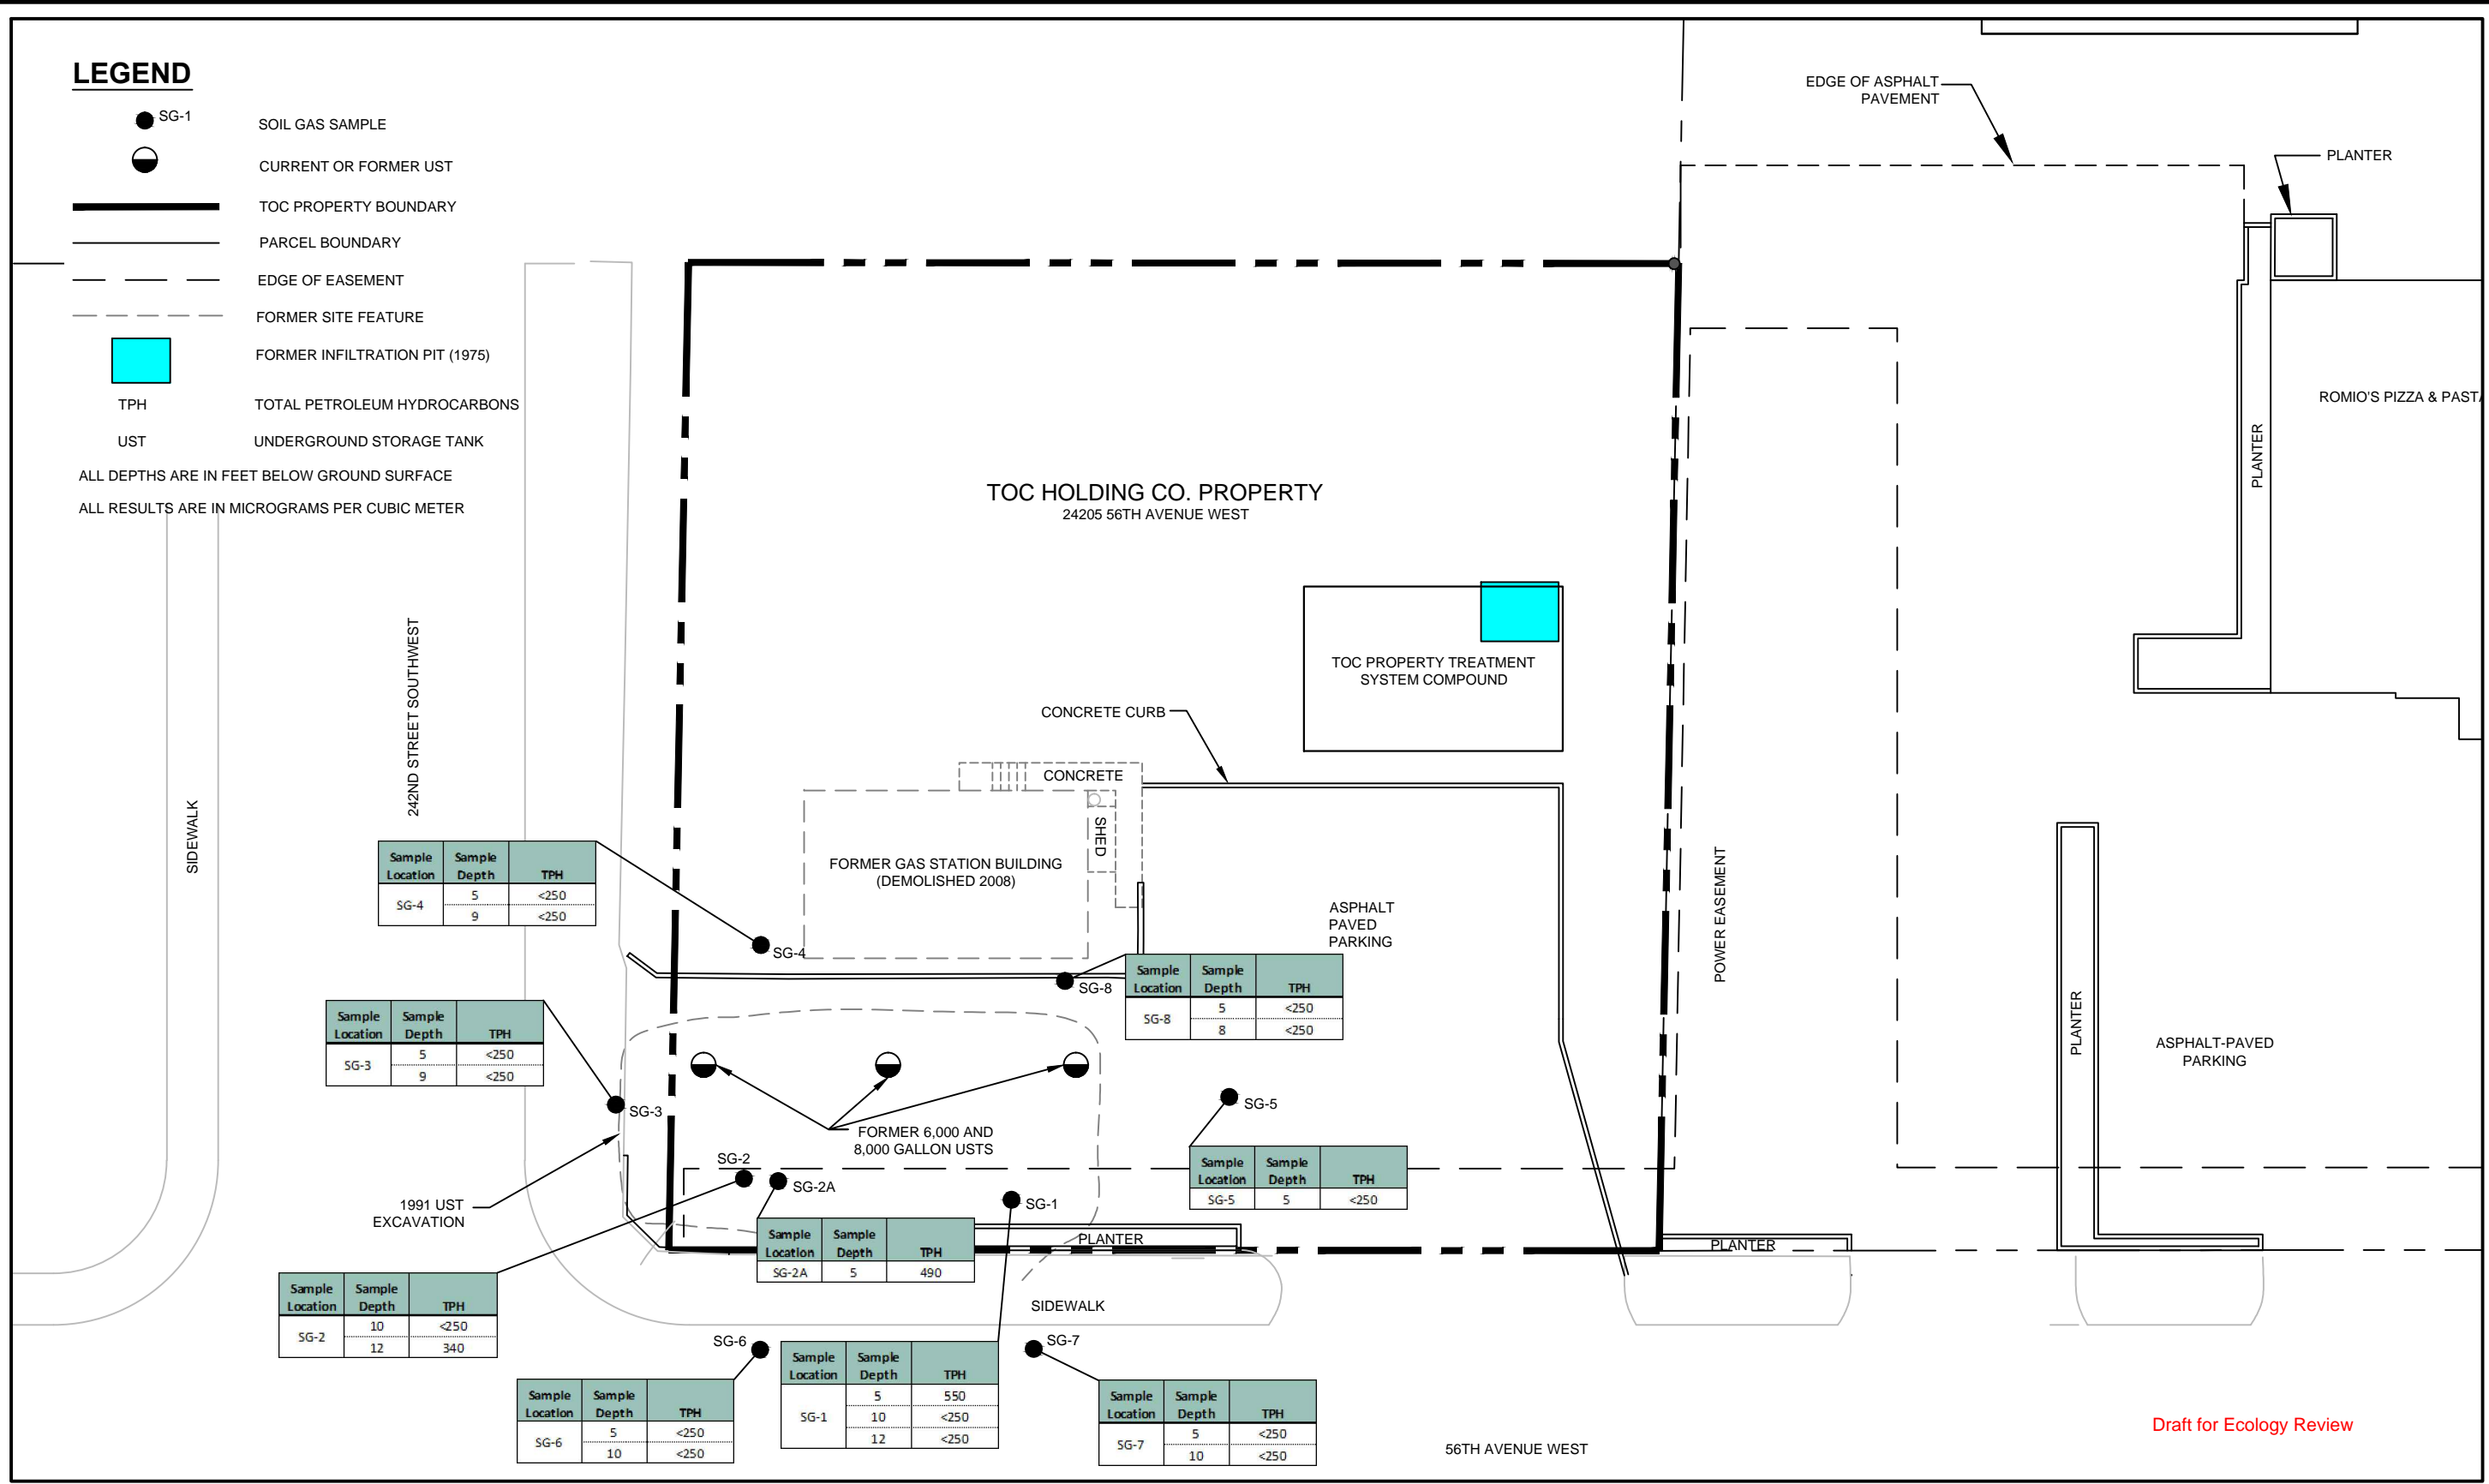 LEGEND
SG-1
SOIL GAS SAMPLE
CURRENT OR FORMER UST
TOC PROPERTY BOUNDARY
PARCEL BOUNDARY
EDGE OF EASEMENT
FORMER SITE FEATURE
FORMER INFILTRATION PIT (1975)
TPH TOTAL PETROLEUM HYDROCARBONS
UST UNDERGROUND STORAGE TANK
ALL DEPTHS ARE IN FEET BELOW GROUND SURFACE
ALL RESULTS ARE IN MICROGRAMS PER CUBIC METER
EDGE OF ASPHALT
PAVEMENT
PLANTER
ROMIO'S PIZZA & PASTA
PLANTER
TOC HOLDING CO. PROPERTY
24205 56TH AVENUE WEST
TOC PROPERTY TREATMENT
SYSTEM COMPOUND
CONCRETE CURB
CONCRETE
SHED
FORMER GAS STATION BUILDING
(DEMOLISHED 2008)
242ND STREET SOUTHWEST
SIDEWALK
ASPHALT
PAVED
PARKING
POWER EASEMENT
PLANTER
ASPHALT-PAVED
PARKING
Sample Location Sample Depth TPH
SG-4 5 <250
9 <250
SG-4
Sample Location Sample Depth TPH
SG-8 5 <250
8 <250
SG-8
Sample Location Sample Depth TPH
SG-3 5 <250
9 <250
SG-3
SG-5
FORMER 6,000 AND
8,000 GALLON USTS
Sample Location Sample Depth TPH
SG-5 5 <250
SG-2
SG-2A
SG-1
1991 UST
EXCAVATION
Sample Location Sample Depth TPH
SG-2A 5 490
PLANTER
PLANTER
Sample Location Sample Depth TPH
SG-2 10 <250
12 340
SIDEWALK
SG-6
SG-7
Sample Location Sample Depth TPH
SG-1 5 550
10 <250
12 <250
Sample Location Sample Depth TPH
SG-6 5 <250
10 <250
Sample Location Sample Depth TPH
SG-7 5 <250
10 <250
56TH AVENUE WEST
Draft for Ecology Review